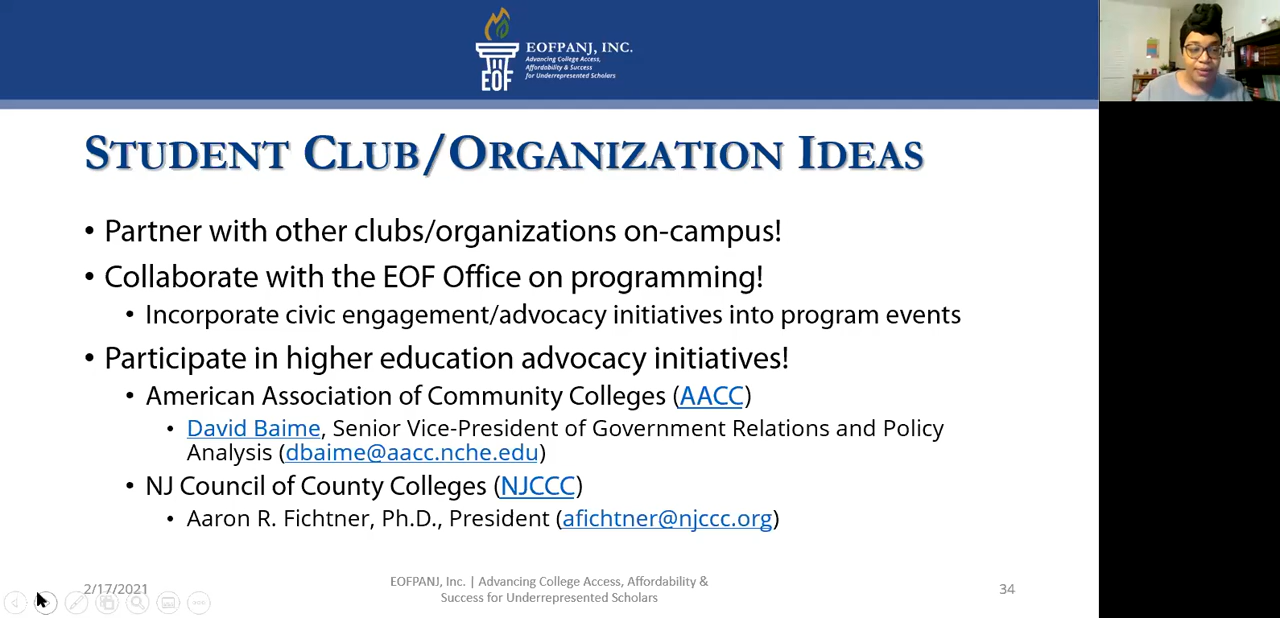 EOFPANJ, INC.
Advancing College Access,
Affordability & Success
for Underrepresented Scholars
EOF
STUDENT CLUB/ORGANIZATION IDEAS
• Partner with other clubs/organizations on-campus!
• Collaborate with the EOF Office on programming!
• Incorporate civic engagement/advocacy initiatives into program events
• Participate in higher education advocacy initiatives!
• American Association of Community Colleges (AACC)
• David Baime, Senior Vice-President of Government Relations and Policy
Analysis (dbaime@aacc.nche.edu)
• NJ Council of County Colleges (NJCCC)
• Aaron R. Fichtner, Ph.D., President (afichtner@njccc.org)
2/17/2021
EOFPANJ, Inc. | Advancing College Access, Affordability &
Success for Underrepresented Scholars
34